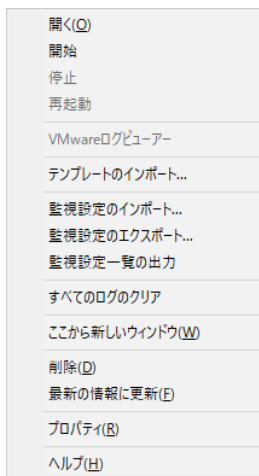 開く(O)
開始
停止
再起動
VMwareログビューアー
テンプレートのインポート...
監視設定のインポート...
監視設定のエクスポート...
監視設定一覧の出力
すべてのログのクリア
ここから新しいウィンドウ(W)
削除(D)
最新の情報に更新(F)
プロパティ(R)
ヘルプ(H)